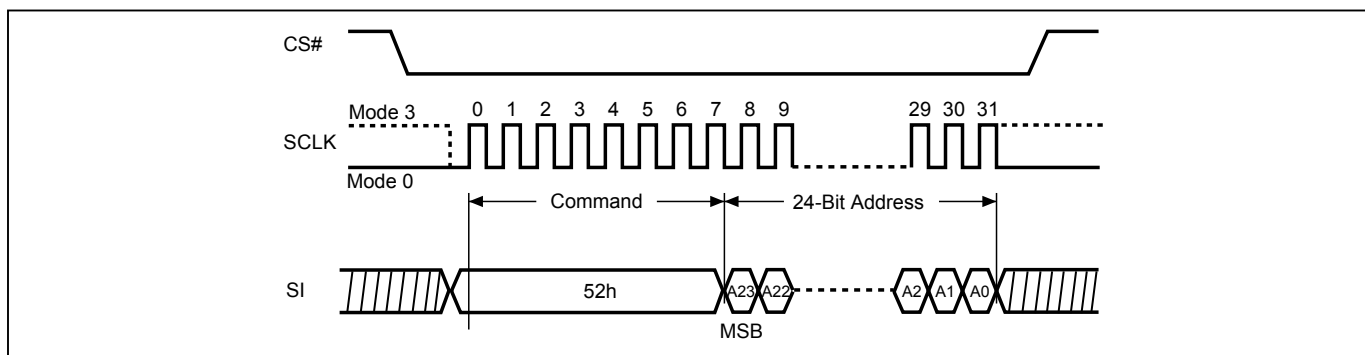 CS#
Mode 3
0 1 2 3 4 5 6 7 8 9 29 30 31
SCLK
Mode 0
Command 24-Bit Address
SI 52h A23 A22 A2 A1 A0
MSB